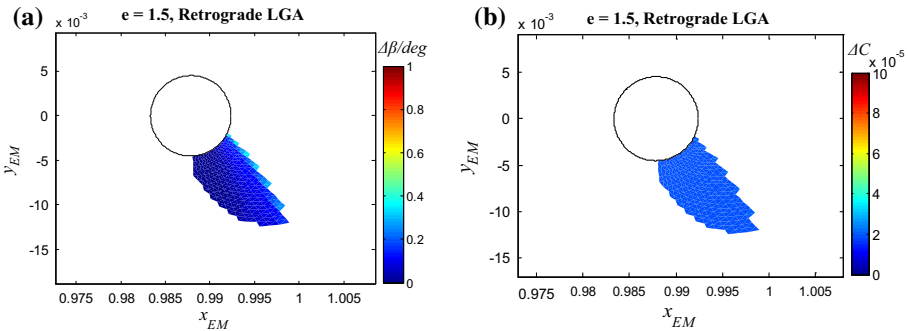 (a) e = 1.5, Retrograde LGA
× 10⁻³
Δβ/deg
5
0
-5
-10
-15
y_EM
0.975 0.98 0.985 0.99 0.995 1 1.005
x_EM
1
0.8
0.6
0.4
0.2
0
(b) e = 1.5, Retrograde LGA
× 10⁻³
ΔC
× 10⁻⁵
5
0
-5
-10
-15
y_EM
0.975 0.98 0.985 0.99 0.995 1 1.005
x_EM
10
8
6
4
2
0